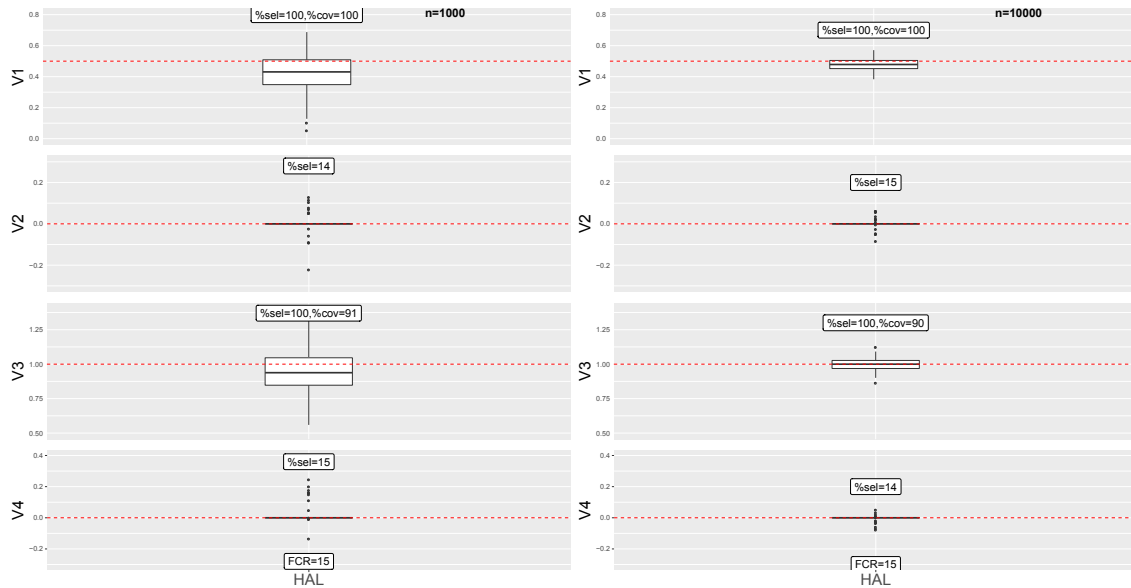 %sel=100,%cov=100
n=1000
0.8
0.6
0.4
0.2
0.0
V1
%sel=14
0.2
0.0
−0.2
V2
%sel=100,%cov=91
1.25
1.00
0.75
0.50
V3
%sel=15
0.4
0.2
0.0
−0.2
V4
FCR=15
HAL
n=10000
%sel=100,%cov=100
0.8
0.6
0.4
0.2
0.0
V1
%sel=15
0.2
0.0
−0.2
V2
%sel=100,%cov=90
1.25
1.00
0.75
0.50
V3
%sel=14
0.4
0.2
0.0
−0.2
V4
FCR=15
HAL